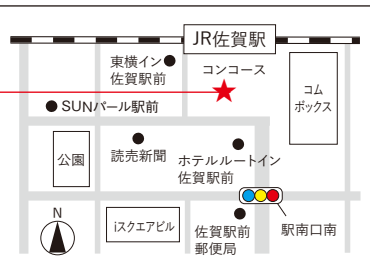 JR佐賀駅
東横イン
佐賀駅前
コンコース
コム
ボックス
SUNパール駅前
公園
読売新聞
ホテルルートイン
佐賀駅前
N
iスクエアビル
佐賀駅前
郵便局
駅南口南